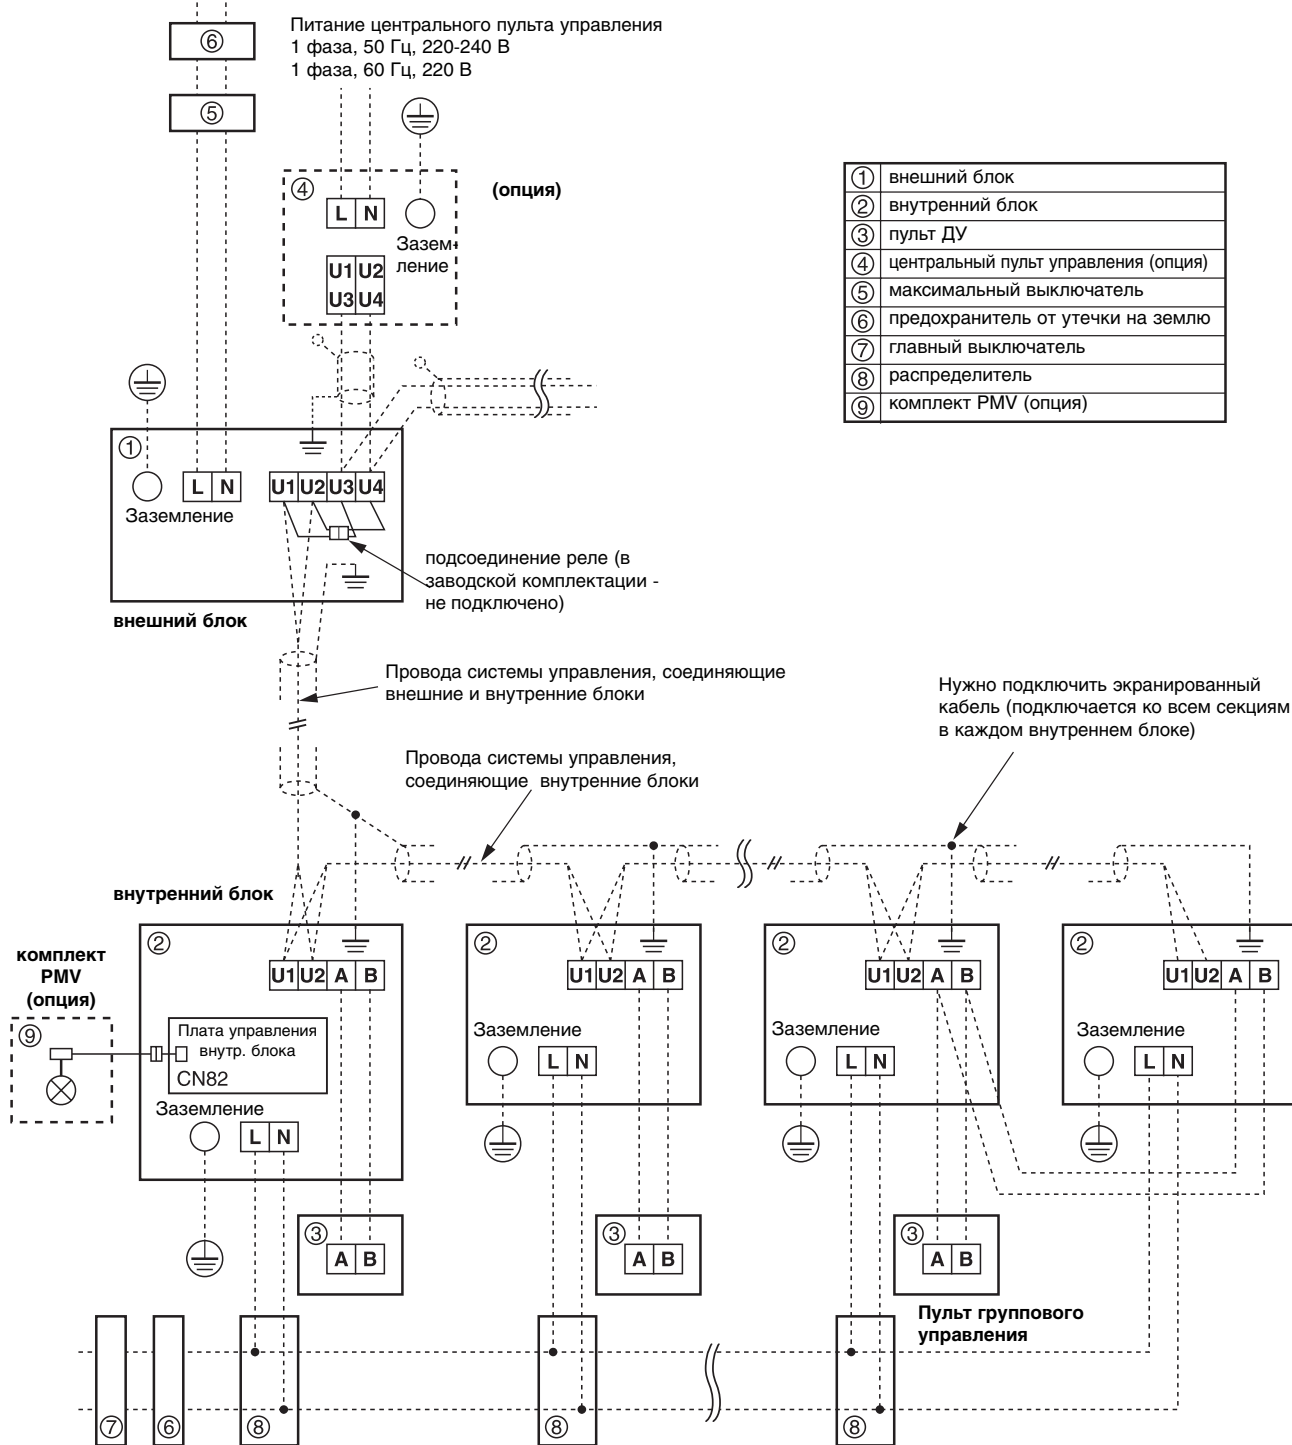 Питание центрального пульта управления
1 фаза, 50 Гц, 220-240 В
1 фаза, 60 Гц, 220 В
⑥
⑤
④
(опция)
L N
Зазем-
ление
U1 U2
U3 U4
① внешний блок
② внутренний блок
③ пульт ДУ
④ центральный пульт управления (опция)
⑤ максимальный выключатель
⑥ предохранитель от утечки на землю
⑦ главный выключатель
⑧ распределитель
⑨ комплект PMV (опция)
①
L N
U1 U2 U3 U4
Заземление
подсоединение реле (в
заводской комплектации -
не подключено)
внешний блок
Провода системы управления, соединяющие
внешние и внутренние блоки
Нужно подключить экранированный
кабель (подключается ко всем секциям
в каждом внутреннем блоке)
Провода системы управления,
соединяющие внутренние блоки
внутренний блок
②
U1 U2 A B
комплект
PMV
(опция)
⑨
Плата управления
внутр. блока
CN82
Заземление
L N
②
U1 U2 A B
Заземление
L N
②
U1 U2 A B
Заземление
L N
②
U1 U2 A B
Заземление
L N
③
A B
③
A B
③
A B
Пульт группового
управления
⑦
⑥
⑧
⑧
⑧